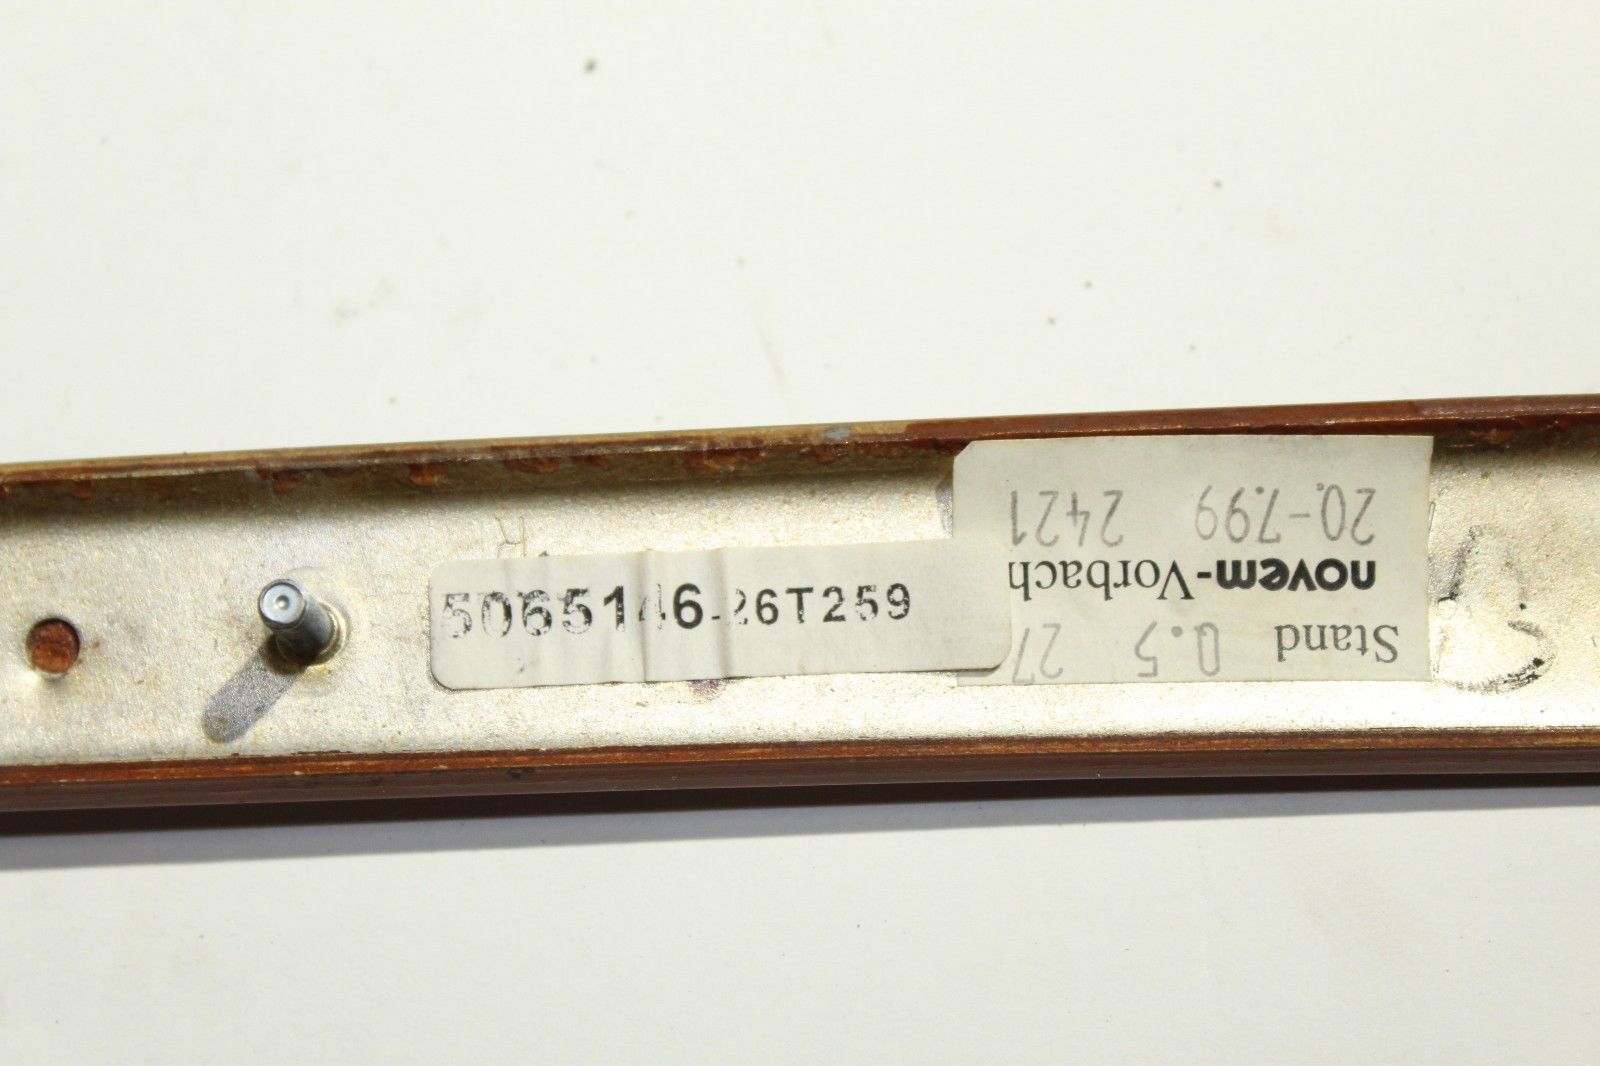 5065146-26T259
Stand 0.5 27
novem-Vorbach
20.-7.99 2421
R